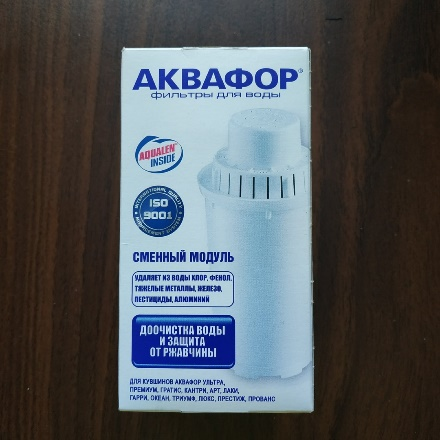 АКВАФОР®
ФИЛЬТРЫ ДЛЯ ВОДЫ
AQUALEN™
INSIDE
INTERNATIONAL QUALITY
ISO
9001
MANAGEMENT SYSTEM
СМЕННЫЙ МОДУЛЬ
УДАЛЯЕТ ИЗ ВОДЫ ХЛОР, ФЕНОЛ,
ТЯЖЕЛЫЕ МЕТАЛЛЫ, ЖЕЛЕЗО,
ПЕСТИЦИДЫ, АЛЮМИНИЙ
ДООЧИСТКА ВОДЫ
И ЗАЩИТА
ОТ РЖАВЧИНЫ
ДЛЯ КУВШИНОВ АКВАФОР УЛЬТРА,
ПРЕМИУМ, ГРАТИС, КАНТРИ, АРТ, ЛАКИ,
ГАРРИ, ОКЕАН, ТРИУМФ, ЛЮКС, ПРЕСТИЖ, ПРОВАНС